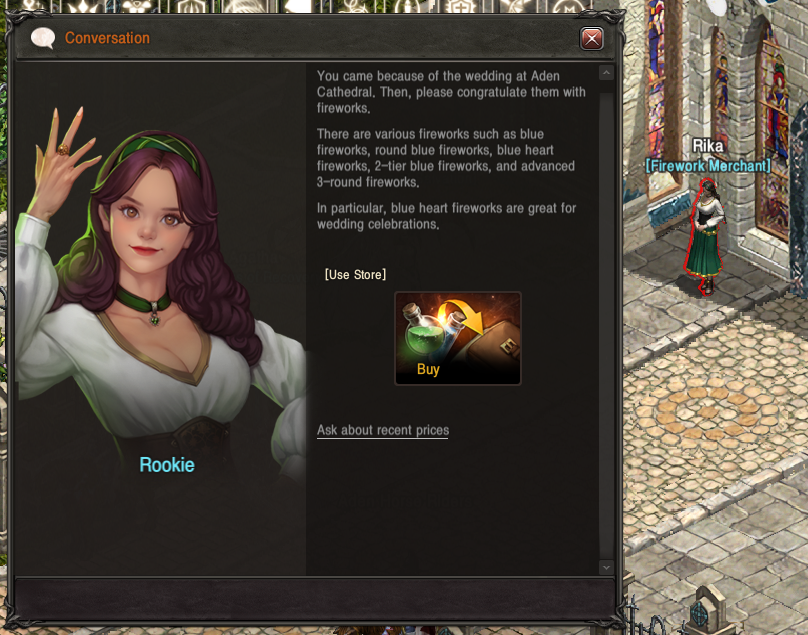 Conversation
You came because of the wedding at Aden
Cathedral. Then, please congratulate them with
fireworks.
There are various fireworks such as blue
fireworks, round blue fireworks, blue heart
fireworks, 2-tier blue fireworks, and advanced
3-round fireworks.
In particular, blue heart fireworks are great for
wedding celebrations.
[Use Store]
Buy
Ask about recent prices
Rookie
Rika
[Firework Merchant]